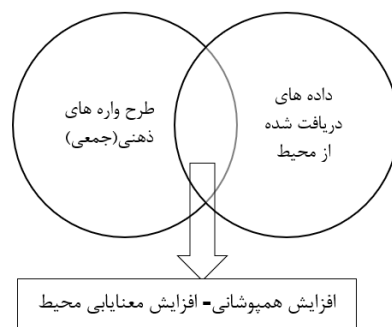 طرح واره های
ذهنی(جمعی)
داده های
دریافت شده
از محیط
افزایش همپوشانی= افزایش معنایابی محیط